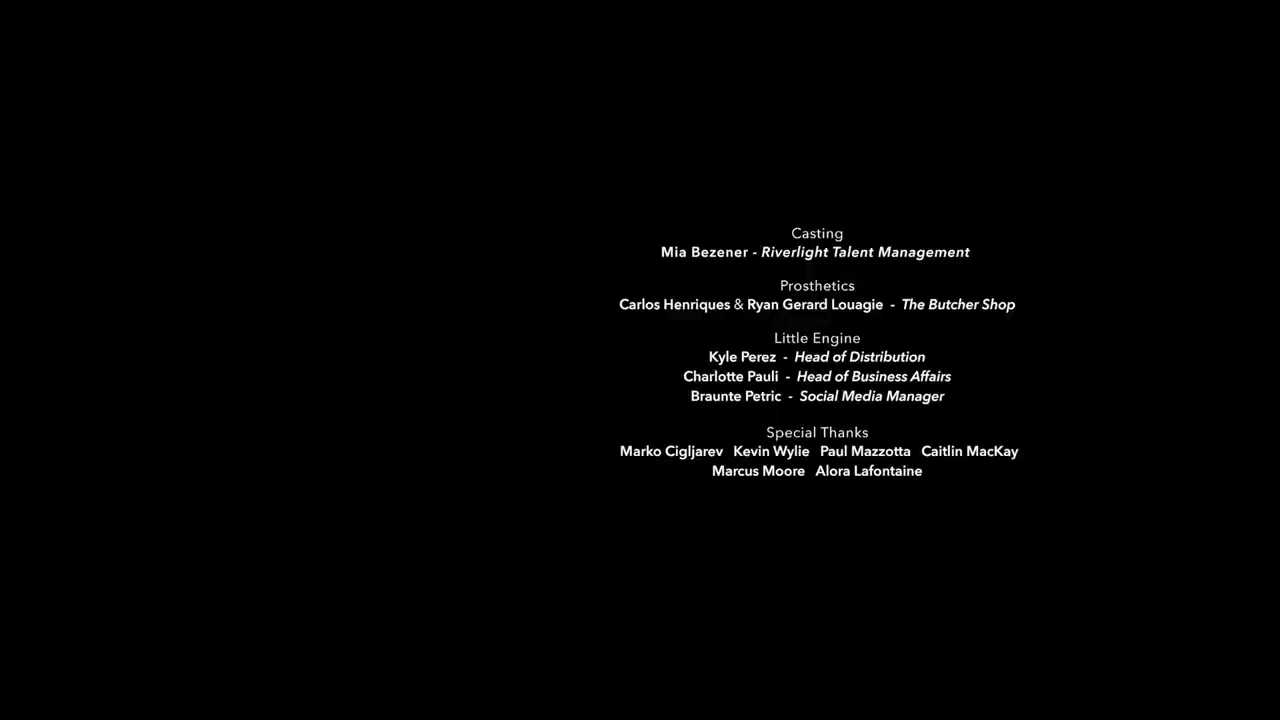 Casting
Mia Bezener - Riverlight Talent Management
Prosthetics
Carlos Henriques & Ryan Gerard Louagie - The Butcher Shop
Little Engine
Kyle Perez - Head of Distribution
Charlotte Pauli - Head of Business Affairs
Braunte Petric - Social Media Manager
Special Thanks
Marko Cigljarev Kevin Wylie Paul Mazzotta Caitlin MacKay
Marcus Moore Alora Lafontaine